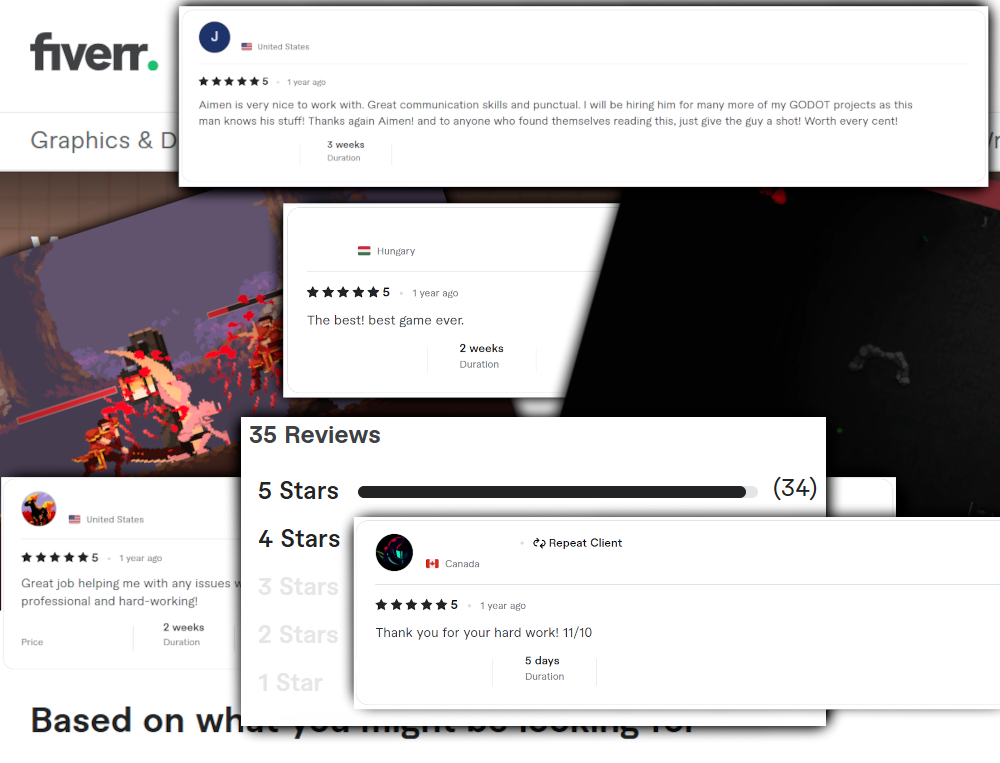 fiverr.
J
United States
5 • 1 year ago
Aimen is very nice to work with. Great communication skills and punctual. I will be hiring him for many more of my GODOT projects as this
man knows his stuff! Thanks again Aimen! and to anyone who found themselves reading this, just give the guy a shot! Worth every cent!
3 weeks
Duration
Graphics & D
Hungary
5 • 1 year ago
The best! best game ever.
2 weeks
Duration
35 Reviews
5 Stars (34)
4 Stars
3 Stars
2 Stars
1 Star
United States
5 • 1 year ago
Great job helping me with any issues
professional and hard-working!
Price
2 weeks
Duration
Repeat Client
Canada
5 • 1 year ago
Thank you for your hard work! 11/10
5 days
Duration
Based on what you might be looking for